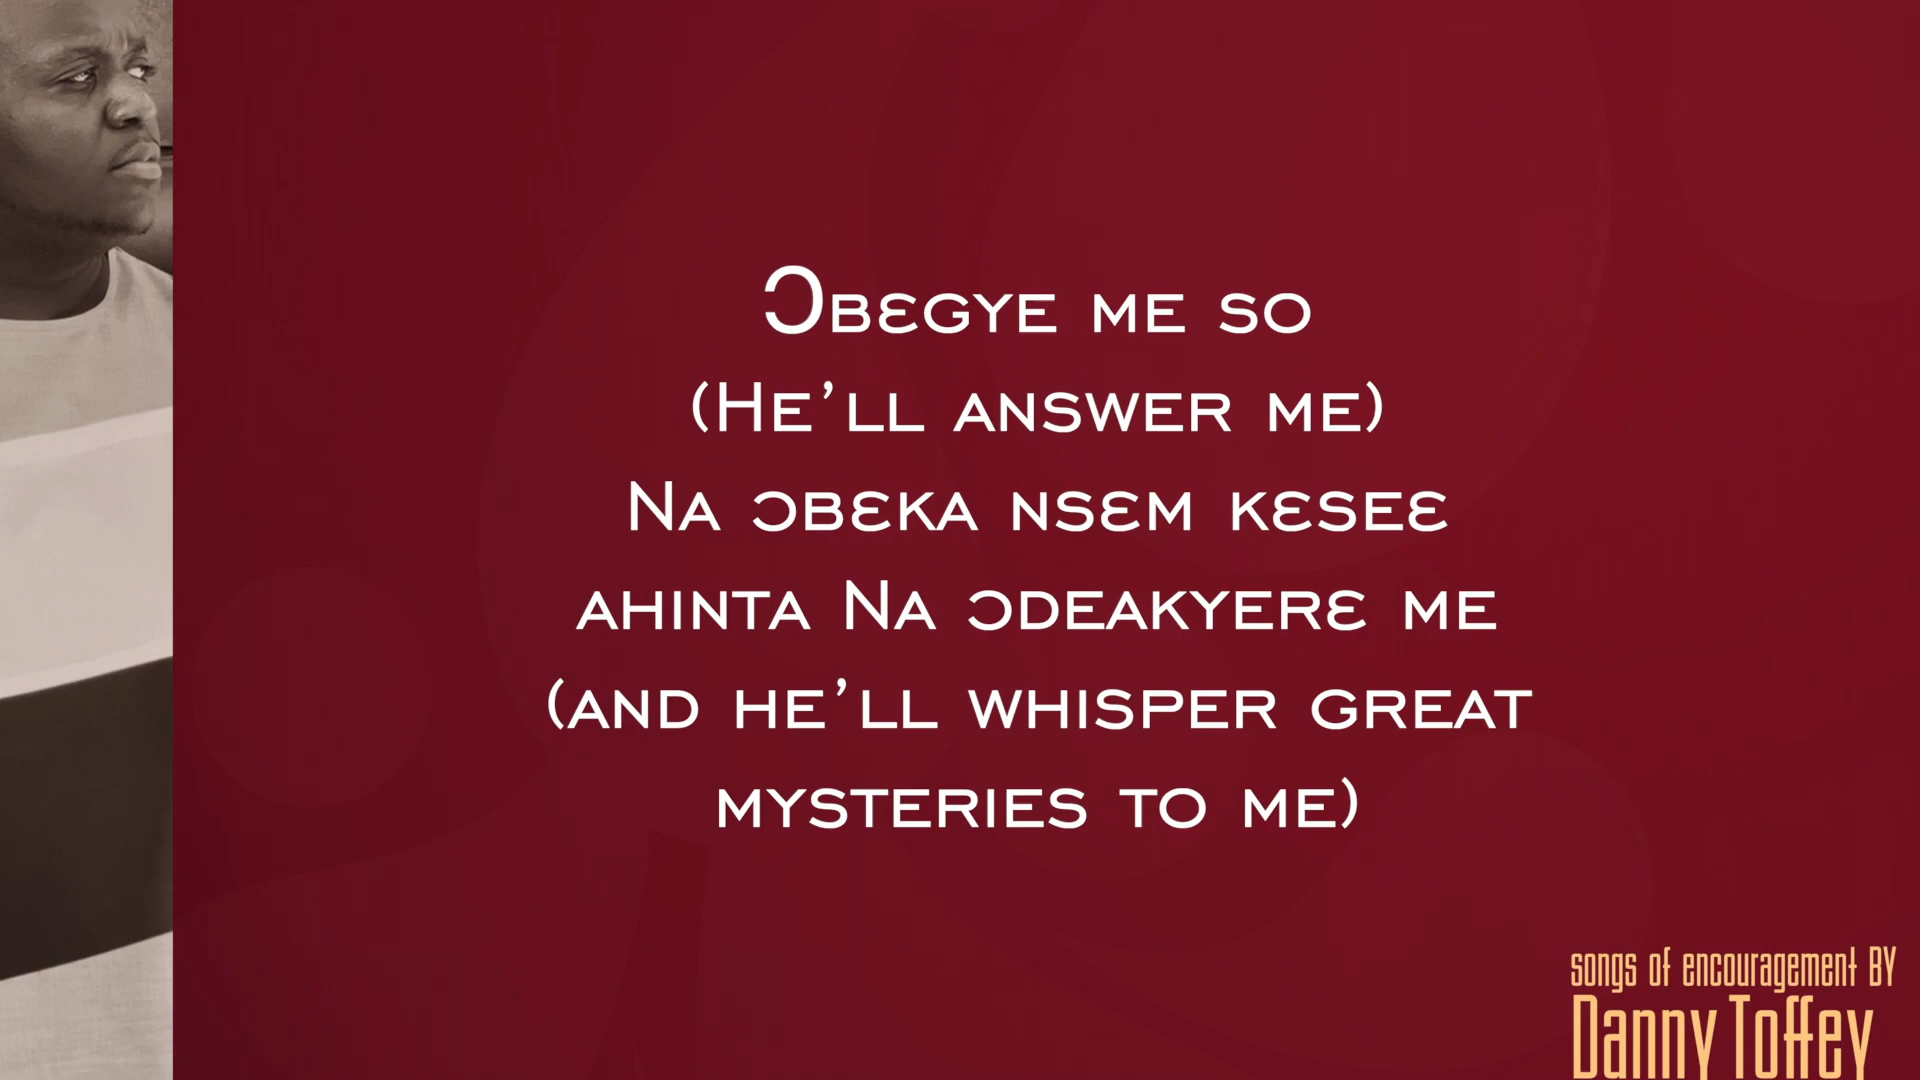 Ɔbɛgye me so
(He’ll answer me)
Na ɔbɛka nsɛm kɛseɛ
ahinta Na ɔdeakyerɛ me
(and he’ll whisper great
mysteries to me)
songs of encouragement BY
Danny Toffey